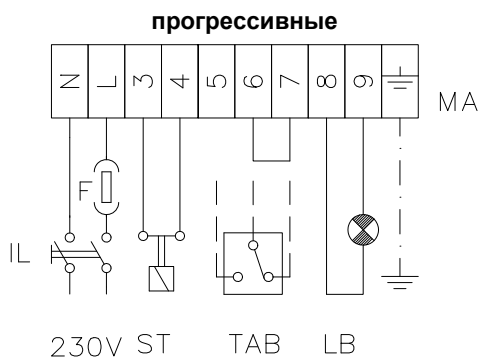 прогрессивные
N L 3 4 5 6 7 8 9
MA
F
IL
230V ST TAB LB